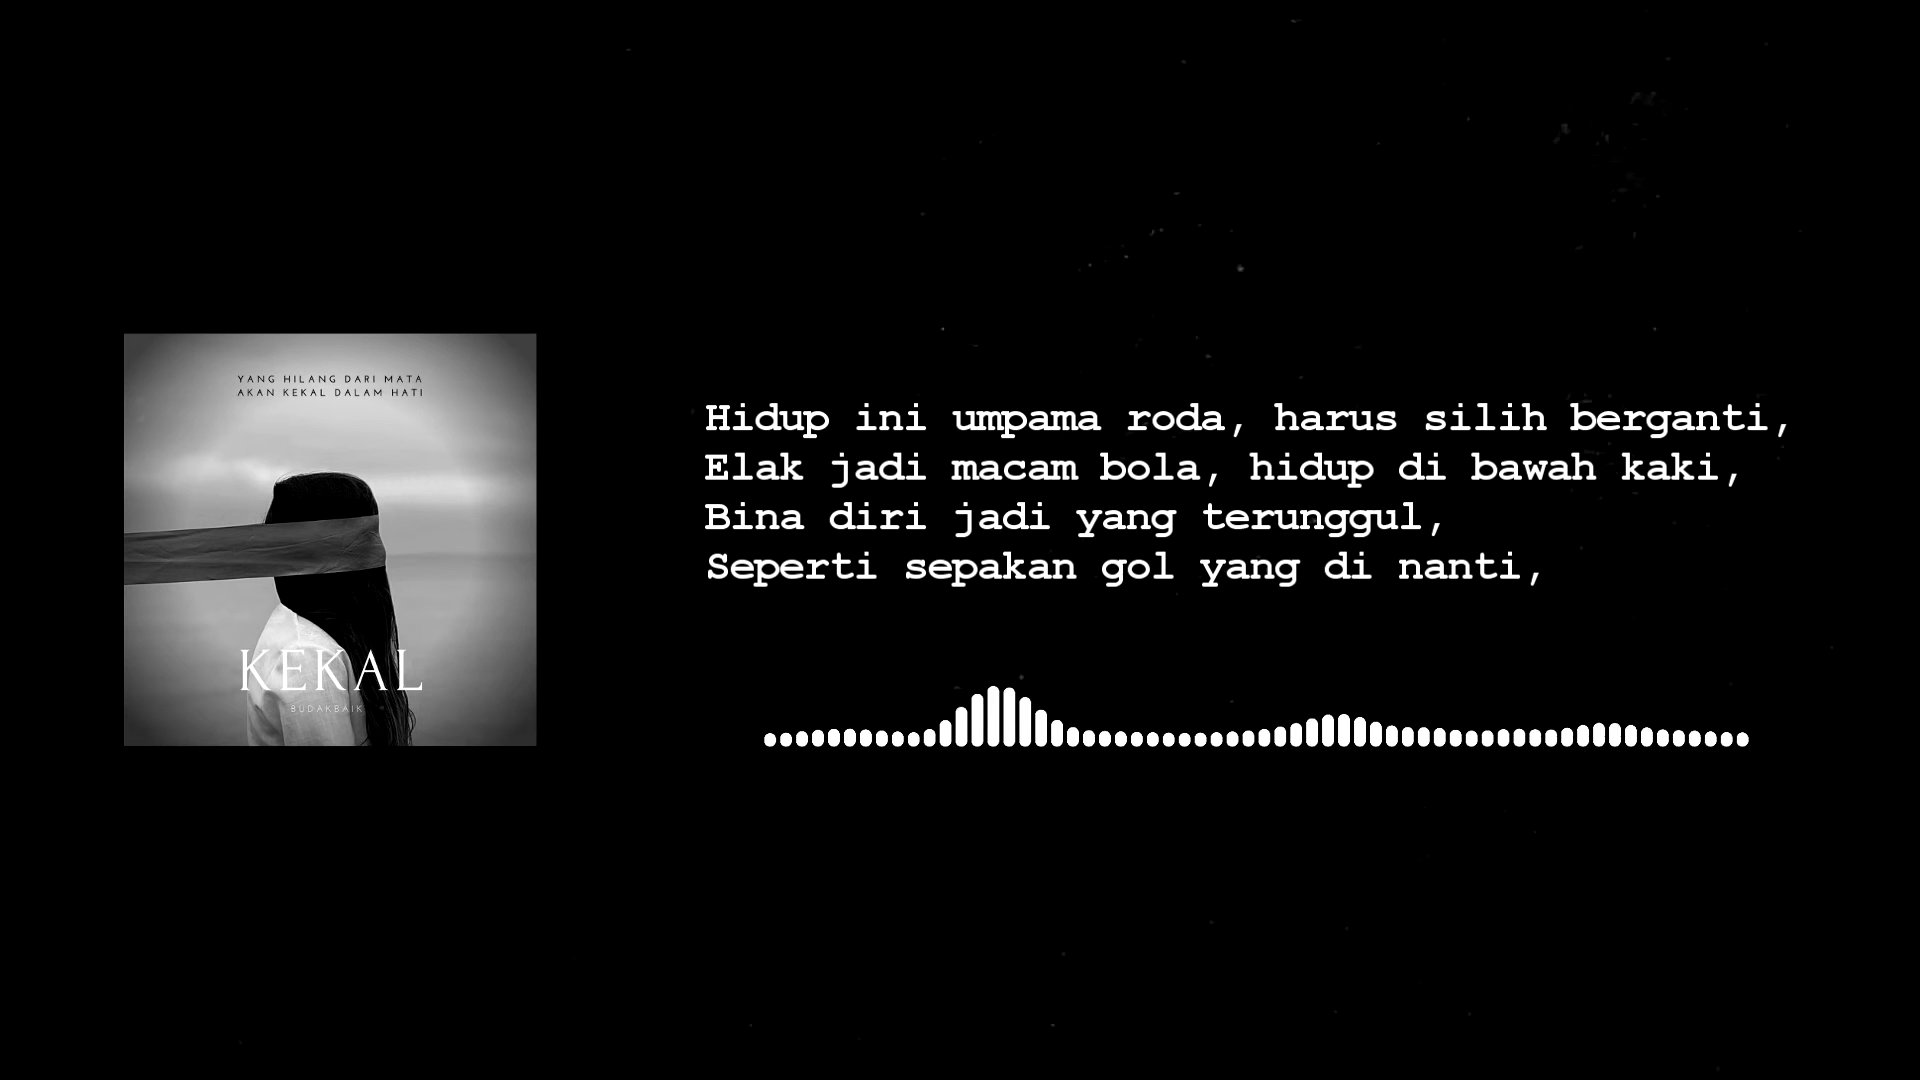 YANG HILANG DARI MATA
AKAN KEKAL DALAM HATI
KEKAL
BUDAKBAIK
Hidup ini umpama roda, harus silih berganti,
Elak jadi macam bola, hidup di bawah kaki,
Bina diri jadi yang terunggul,
Seperti sepakan gol yang di nanti,